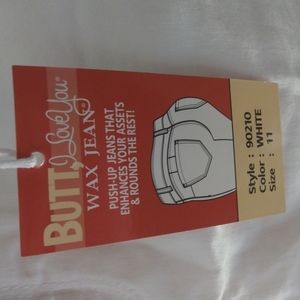 BUTT, I Love You®
WAX JEAN
PUSH-UP JEANS THAT
ENHANCES YOUR ASSETS
& ROUNDS THE REST!
Style : 90210
Color : WHITE
Size : 11